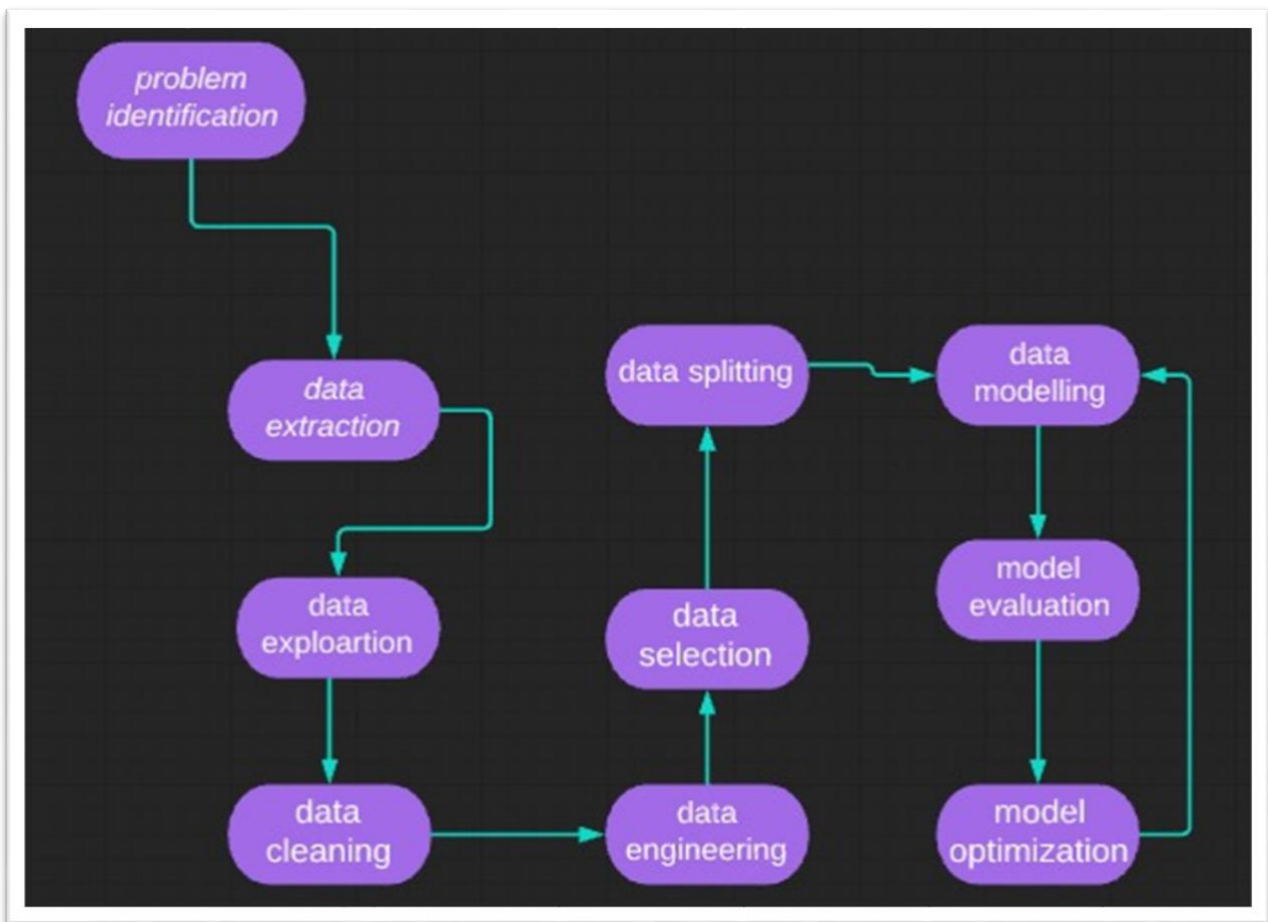 problem
identification
data
extraction
data
exploartion
data
cleaning
data
engineering
data
selection
data splitting
data
modelling
model
evaluation
model
optimization